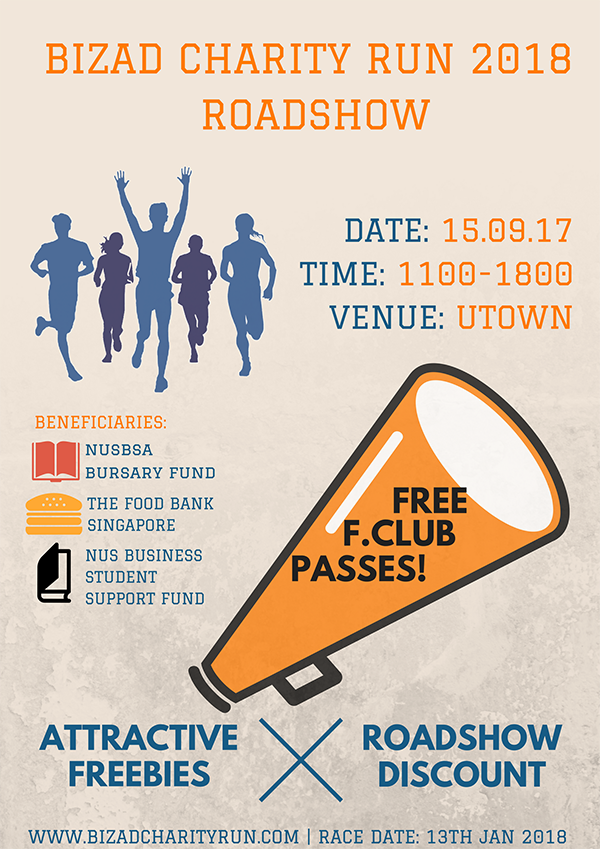 BIZAD CHARITY RUN 2018
ROADSHOW
DATE: 15.09.17
TIME: 1100-1800
VENUE: UTOWN
BENEFICIARIES:
NUSBSA
BURSARY FUND
THE FOOD BANK
SINGAPORE
NUS BUSINESS
STUDENT
SUPPORT FUND
FREE
F.CLUB
PASSES!
ATTRACTIVE
FREEBIES
ROADSHOW
DISCOUNT
WWW.BIZADCHARITYRUN.COM | RACE DATE: 13TH JAN 2018